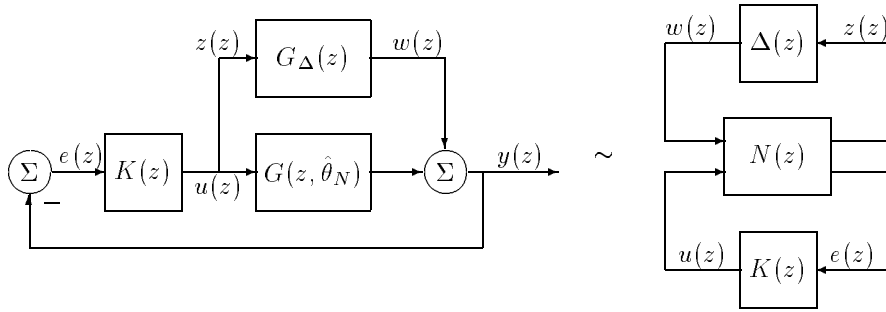 z(z)
G_Δ(z)
w(z)
Σ
e(z)
−
K(z)
u(z)
G(z, θ̂_N)
Σ
y(z)
∼
w(z)
Δ(z)
z(z)
N(z)
u(z)
K(z)
e(z)